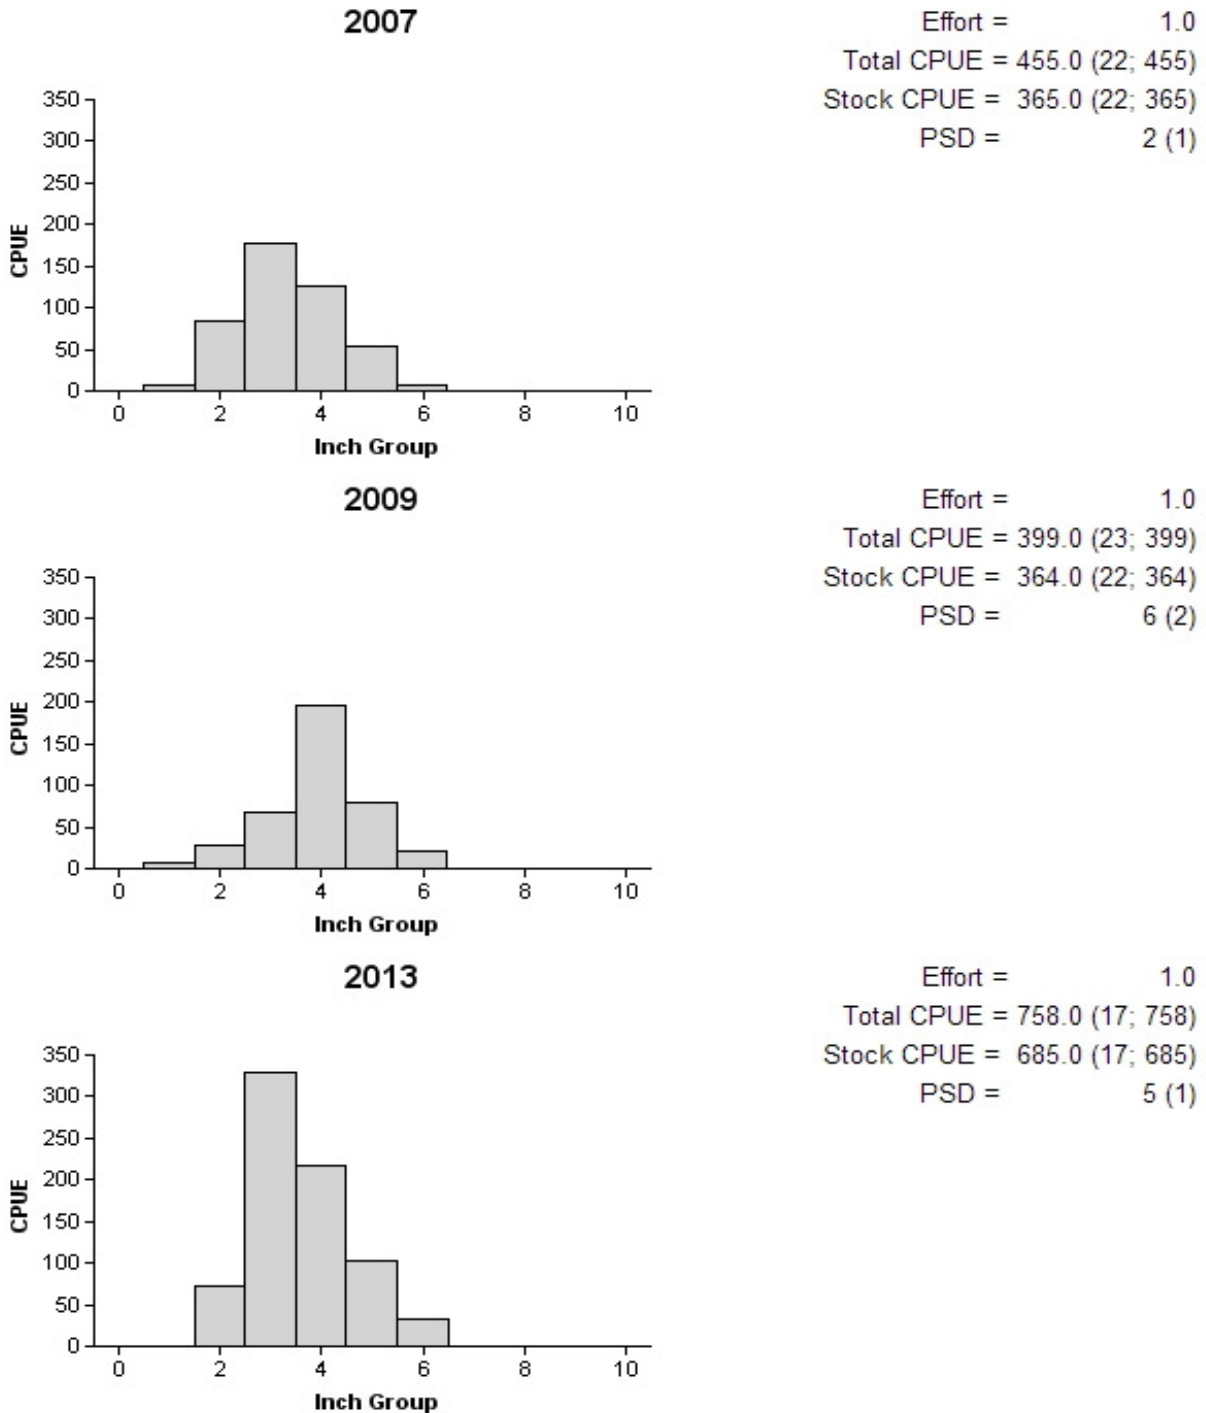 2007
Effort = 1.0
Total CPUE = 455.0 (22; 455)
Stock CPUE = 365.0 (22; 365)
PSD = 2 (1)
350
300
250
200
150
100
50
0
CPUE
0 2 4 6 8 10
Inch Group
2009
Effort = 1.0
Total CPUE = 399.0 (23; 399)
Stock CPUE = 364.0 (22; 364)
PSD = 6 (2)
350
300
250
200
150
100
50
0
CPUE
0 2 4 6 8 10
Inch Group
2013
Effort = 1.0
Total CPUE = 758.0 (17; 758)
Stock CPUE = 685.0 (17; 685)
PSD = 5 (1)
350
300
250
200
150
100
50
0
CPUE
0 2 4 6 8 10
Inch Group